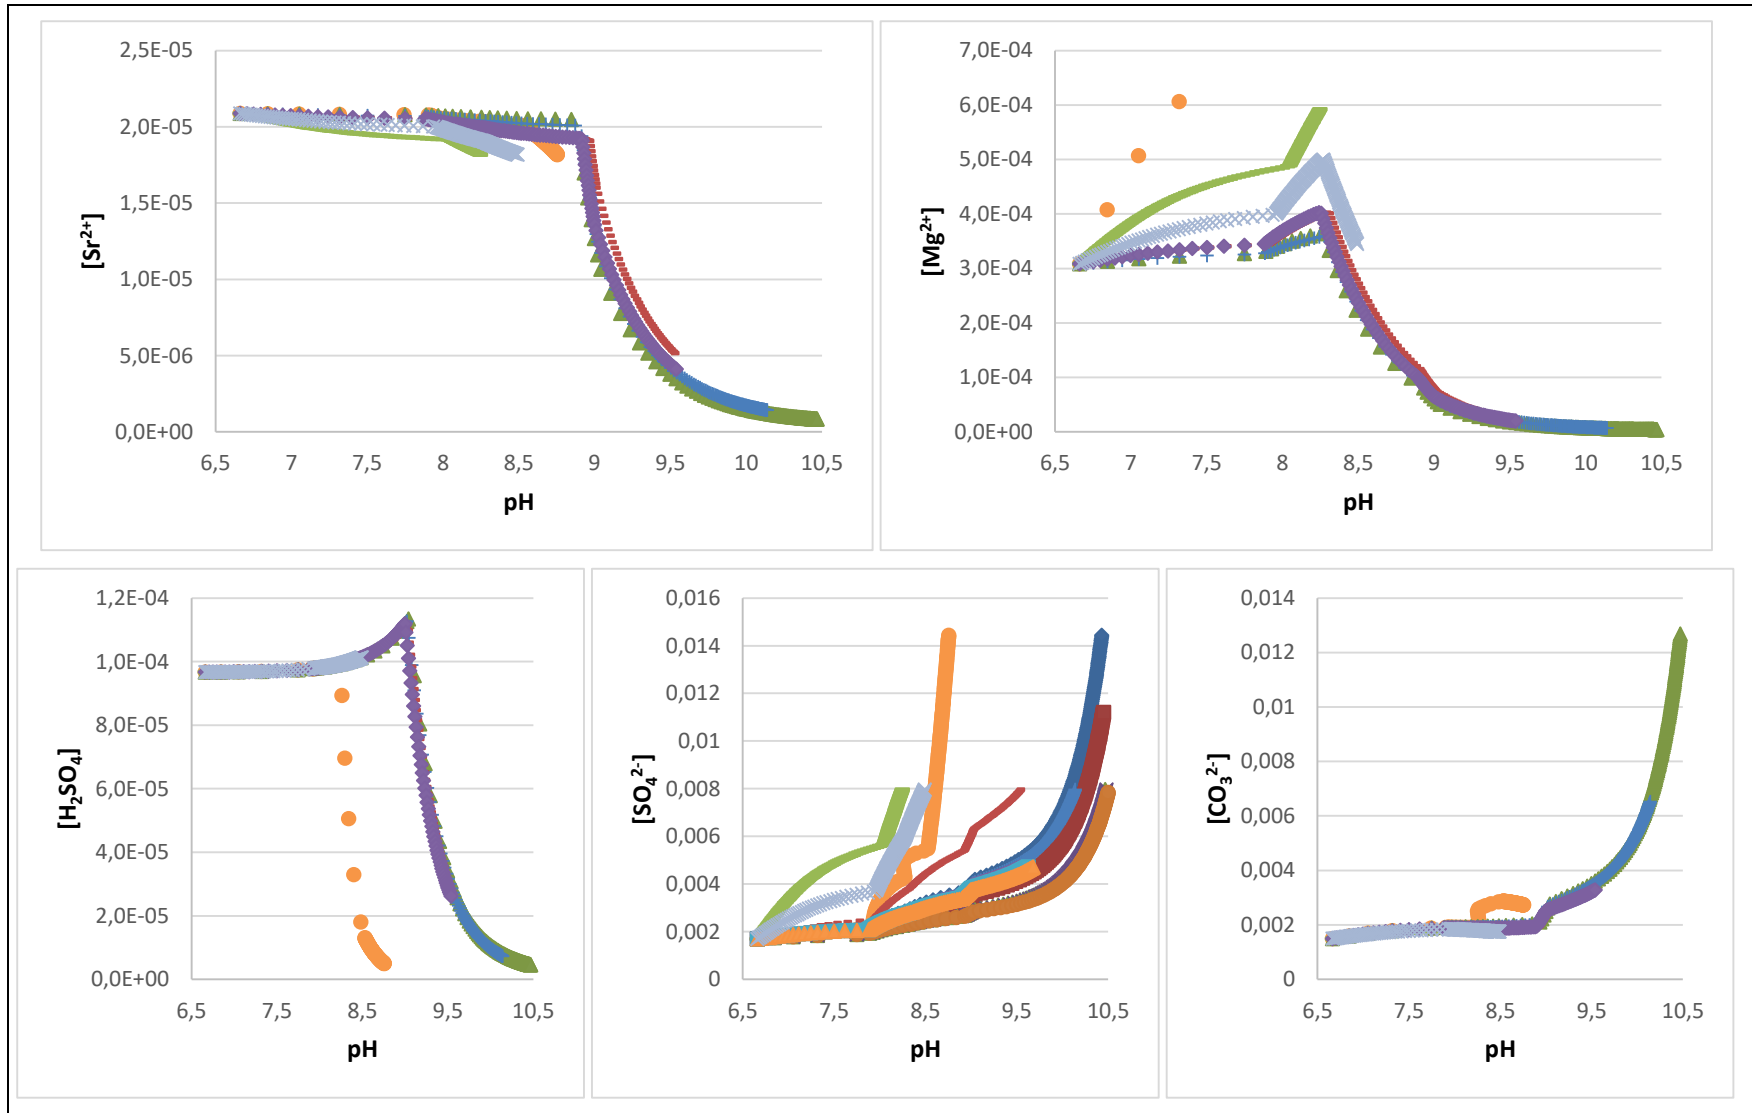 2,5E-05
2,0E-05
1,5E-05
1,0E-05
5,0E-06
0,0E+00
[Sr²⁺]
6,5 7 7,5 8 8,5 9 9,5 10 10,5
pH
7,0E-04
6,0E-04
5,0E-04
4,0E-04
3,0E-04
2,0E-04
1,0E-04
0,0E+00
[Mg²⁺]
6,5 7 7,5 8 8,5 9 9,5 10 10,5
pH
1,2E-04
1,0E-04
8,0E-05
6,0E-05
4,0E-05
2,0E-05
0,0E+00
[H₂SO₄]
6,5 7,5 8,5 9,5 10,5
pH
0,016
0,014
0,012
0,01
0,008
0,006
0,004
0,002
0
[SO₄²⁻]
6,5 7,5 8,5 9,5 10,5
pH
0,014
0,012
0,01
0,008
0,006
0,004
0,002
0
[CO₃²⁻]
6,5 7,5 8,5 9,5 10,5
pH